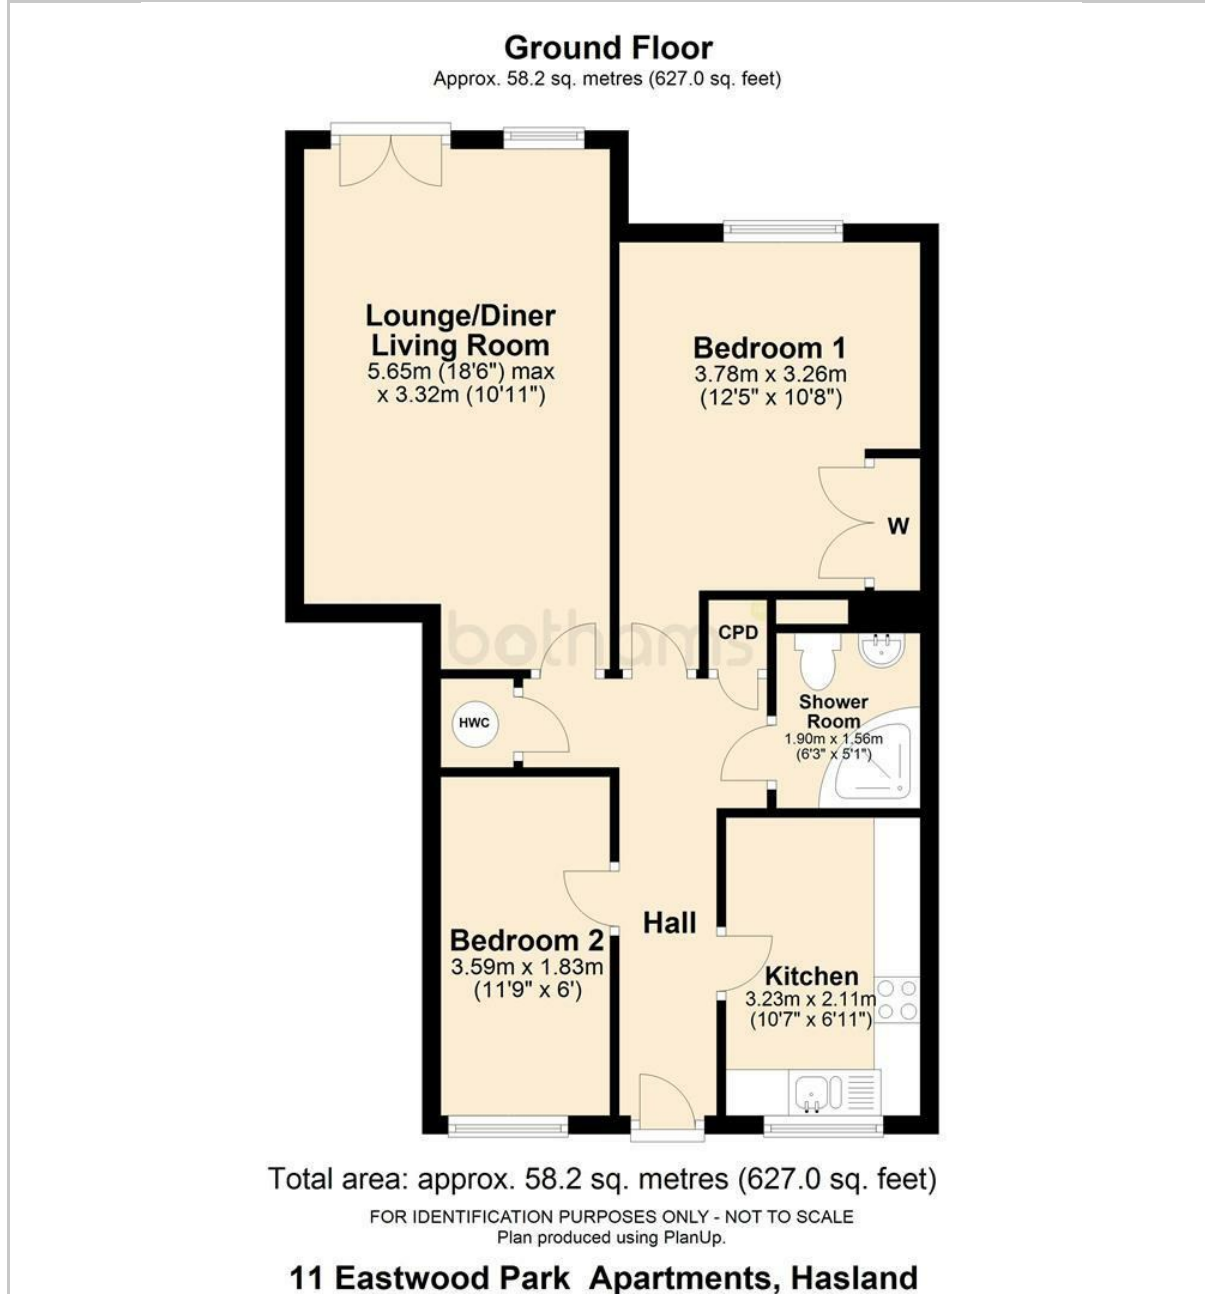 Ground Floor
Approx. 58.2 sq. metres (627.0 sq. feet)
Lounge/Diner
Living Room
5.65m (18'6") max
x 3.32m (10'11")
Bedroom 1
3.78m x 3.26m
(12'5" x 10'8")
W
bothams
CPD
HWC
Shower
Room
1.90m x 1.56m
(6'3" x 5'1")
Hall
Bedroom 2
3.59m x 1.83m
(11'9" x 6')
Kitchen
3.23m x 2.11m
(10'7" x 6'11")
Total area: approx. 58.2 sq. metres (627.0 sq. feet)
FOR IDENTIFICATION PURPOSES ONLY - NOT TO SCALE
Plan produced using PlanUp.
11 Eastwood Park Apartments, Hasland